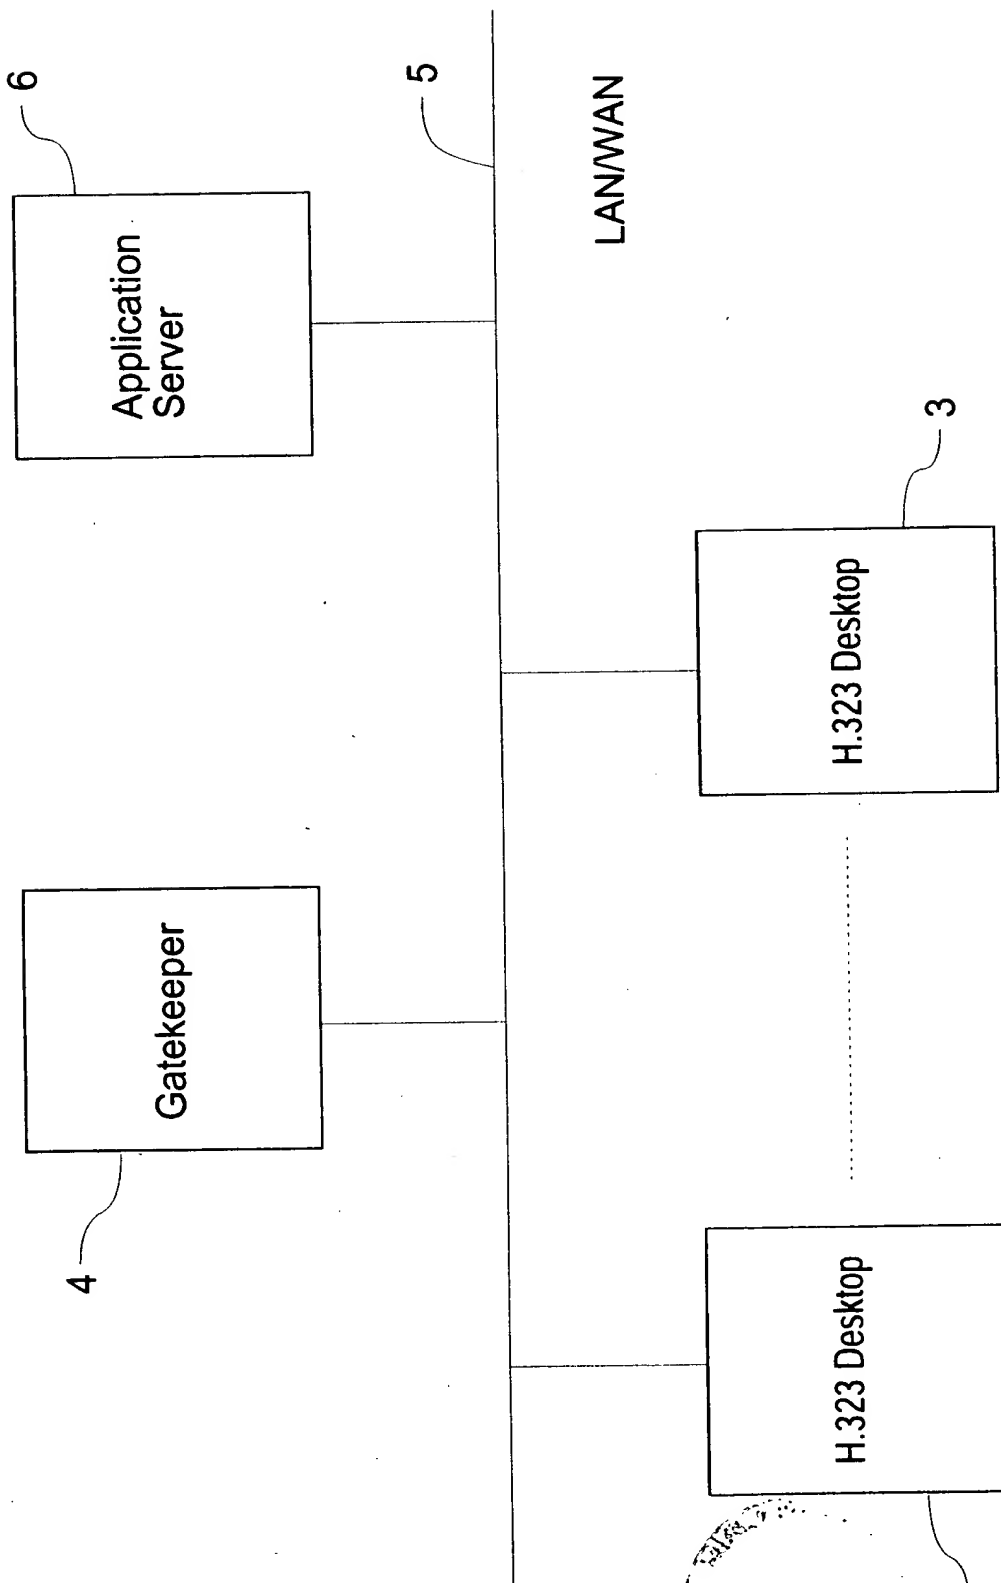 4
Gatekeeper
6
Application
Server
5
LAN/WAN
H.323 Desktop
H.323 Desktop
3